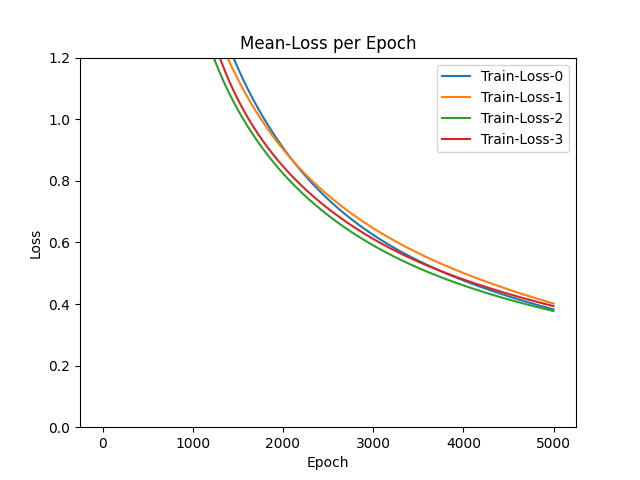 Mean-Loss per Epoch
Train-Loss-0
Train-Loss-1
Train-Loss-2
Train-Loss-3
1.2
1.0
0.8
0.6
0.4
0.2
0.0
Loss
0 1000 2000 3000 4000 5000
Epoch